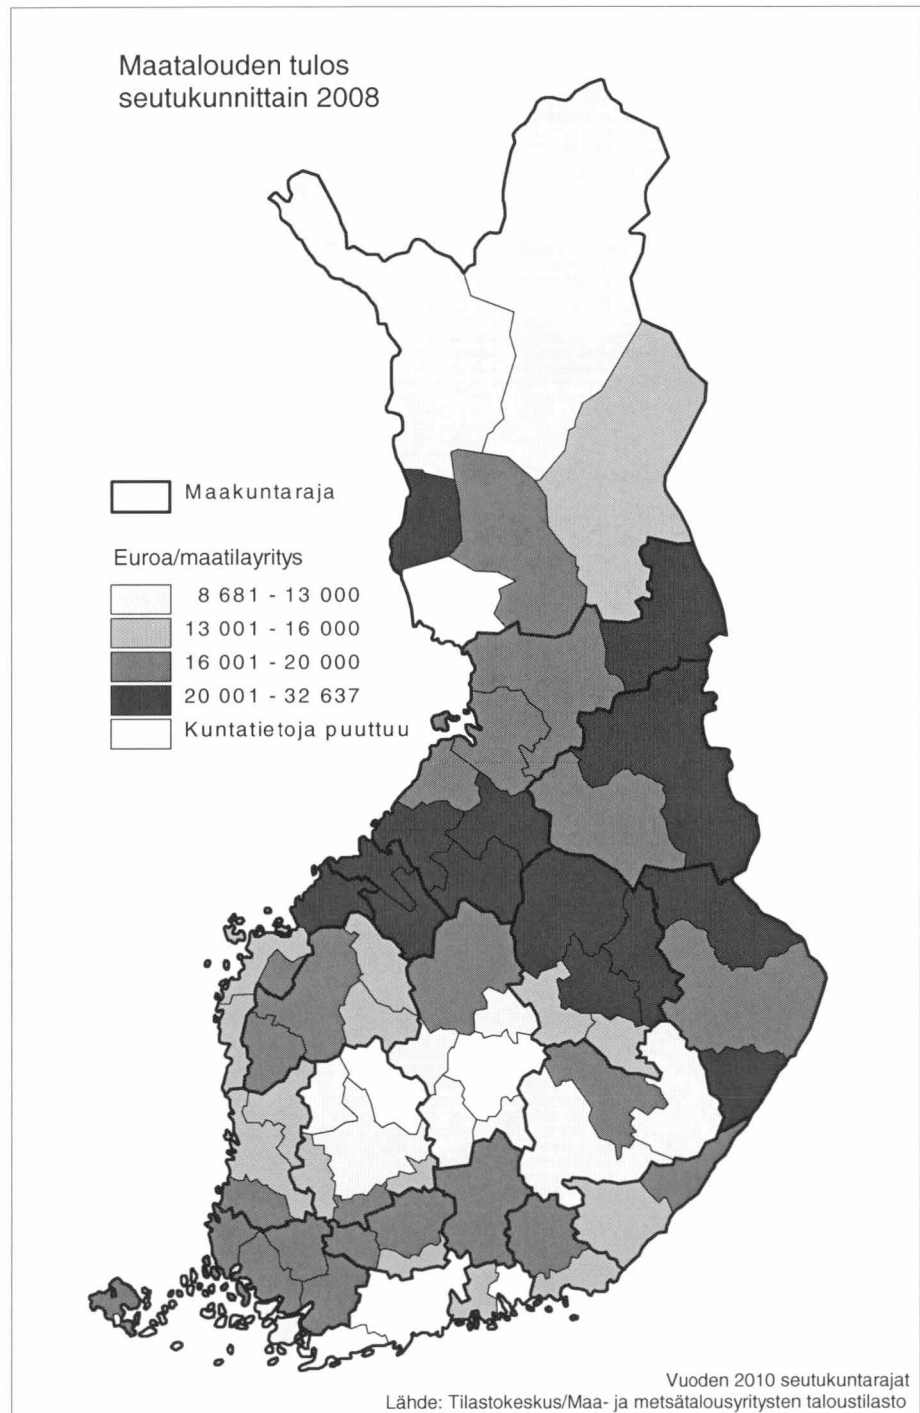 Maatalouden tulos
seutukunnittain 2008
Maakuntaraja
Euroa/maatilayritys
8 681 - 13 000
13 001 - 16 000
16 001 - 20 000
20 001 - 32 637
Kuntatietoja puuttuu
Vuoden 2010 seutukuntarajat
Lähde: Tilastokeskus/Maa- ja metsätalousyritysten taloustilasto